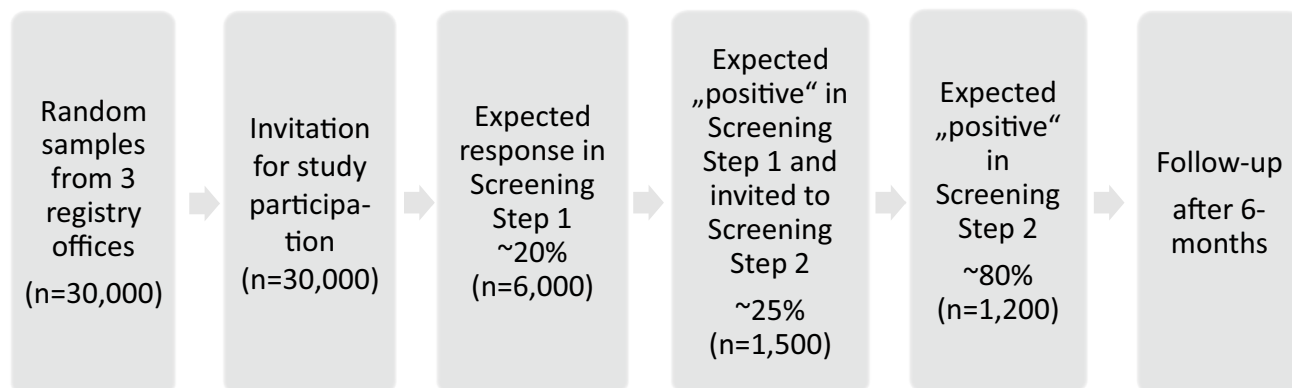 Random
samples
from 3
registry
offices
(n=30,000)
Invitation
for study
participa-
tion
(n=30,000)
Expected
response in
Screening
Step 1
~20%
(n=6,000)
Expected
„positive“ in
Screening
Step 1 and
invited to
Screening
Step 2
~25%
(n=1,500)
Expected
„positive“
in
Screening
Step 2
~80%
(n=1,200)
Follow-up
after 6-
months